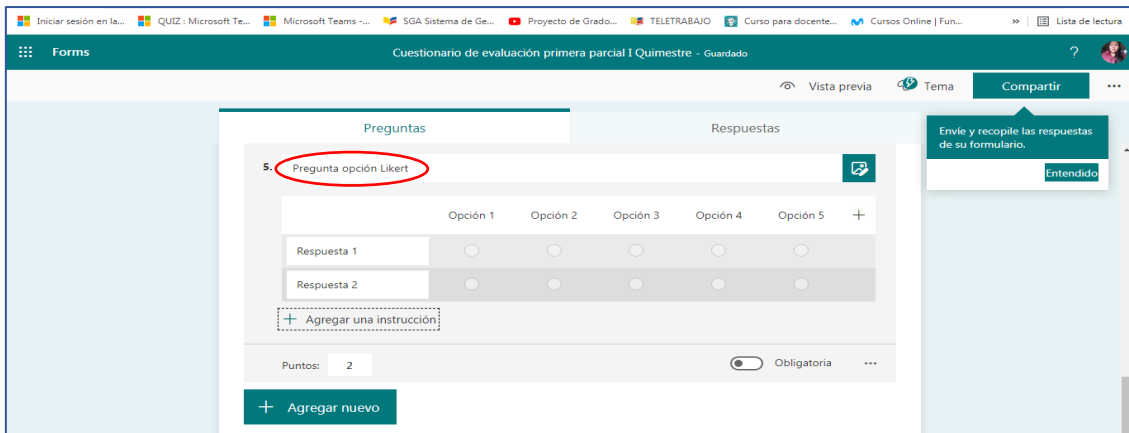 Iniciar sesión en la... QUIZ : Microsoft Te... Microsoft Teams -... SGA Sistema de Ge... Proyecto de Grado... TELETRABAJO Curso para docente... Cursos Online | Fun... » Lista de lectura
Forms Cuestionario de evaluación primera parcial I Quimestre - Guardado ?
Vista previa Tema Compartir ...
Preguntas Respuestas
Envíe y recopile las respuestas
de su formulario.
Entendido
5. Pregunta opción Likert
Opción 1 Opción 2 Opción 3 Opción 4 Opción 5 +
Respuesta 1
Respuesta 2
+ Agregar una instrucción
Puntos: 2 Obligatoria ...
+ Agregar nuevo